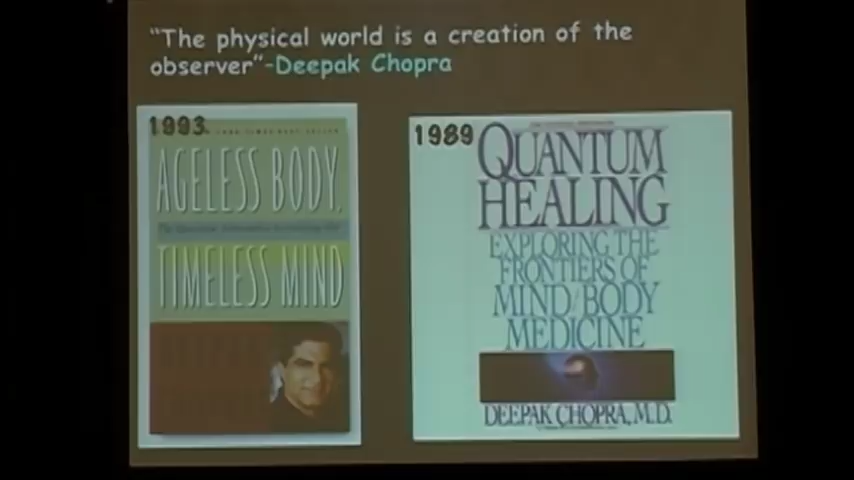 "The physical world is a creation of the
observer"-Deepak Chopra
1993
AGELESS BODY,
TIMELESS MIND
1989
QUANTUM
HEALING
EXPLORING THE
FRONTIERS OF
MIND/BODY
MEDICINE
DEEPAK CHOPRA, M.D.